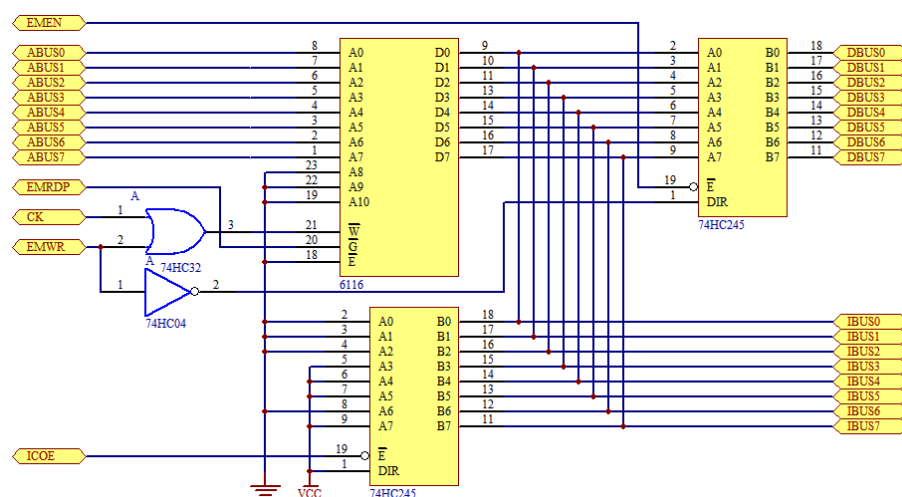 EMEN
ABUS0 8 A0 D0 9 2 A0 B0 18 DBUS0
ABUS1 7 A1 D1 10 3 A1 B1 17 DBUS1
ABUS2 6 A2 D2 11 4 A2 B2 16 DBUS2
ABUS3 5 A3 D3 13 5 A3 B3 15 DBUS3
ABUS4 4 A4 D4 14 6 A4 B4 14 DBUS4
ABUS5 3 A5 D5 15 7 A5 B5 13 DBUS5
ABUS6 2 A6 D6 16 8 A6 B6 12 DBUS6
ABUS7 1 A7 D7 17 9 A7 B7 11 DBUS7
23 A8
EMRDP 22 A9 19 E
A 19 A10 1 DIR
CK 1 3 21 W 74HC245
EMWR 2 20 G
A 74HC32 18 E
1 2 6116
74HC04
2 A0 B0 18 IBUS0
3 A1 B1 17 IBUS1
4 A2 B2 16 IBUS2
5 A3 B3 15 IBUS3
6 A4 B4 14 IBUS4
7 A5 B5 13 IBUS5
8 A6 B6 12 IBUS6
9 A7 B7 11 IBUS7
ICOE 19 E
1 DIR
VCC 74HC245